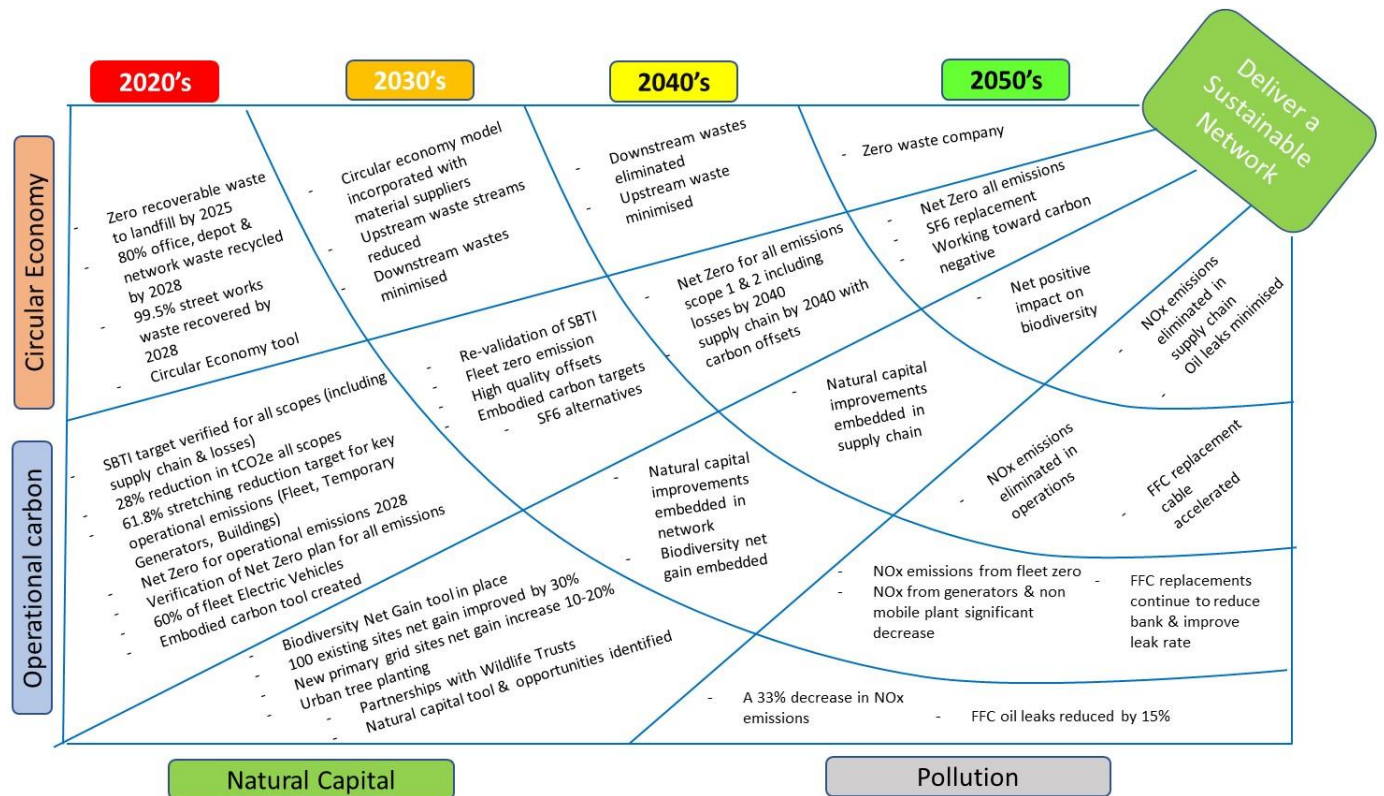 2020's
2030's
2040's
2050's
Deliver a
Sustainable
Network
Circular Economy
- Zero recoverable waste
to landfill by 2025
- 80% office, depot &
network waste recycled
by 2028
- 99.5% street works
waste recovered by
2028
- Circular Economy tool
- Circular economy model
incorporated with
material suppliers
- Upstream waste streams
reduced
- Downstream wastes
minimised
- Downstream wastes
eliminated
- Upstream waste
minimised
- Zero waste company
Operational carbon
- SBTI target verified for all scopes (including
supply chain & losses)
- 28% reduction in tCO2e all scopes
- 61.8% stretching reduction target for key
operational emissions (Fleet, Temporary
Generators, Buildings)
- Net Zero for operational emissions 2028
- Verification of Net Zero plan for all emissions
- 60% of fleet Electric Vehicles
- Embodied carbon tool created
- Re-validation of SBTI
- Fleet zero emission
- High quality offsets
- Embodied carbon targets
- SF6 alternatives
- Net Zero for all emissions
scope 1 & 2 including
losses by 2040
- supply chain by 2040 with
carbon offsets
- Net Zero all emissions
- SF6 replacement
- Working toward carbon
negative
- Biodiversity Net Gain tool in place
- 100 existing sites net gain improved by 30%
- New primary grid sites net gain increase 10-20%
- Urban tree planting
- Partnerships with Wildlife Trusts
- Natural capital tool & opportunities identified
- Natural capital
improvements
embedded in
network
- Biodiversity net
gain embedded
- Natural capital
improvements
embedded in
supply chain
- Net positive
impact on
biodiversity
- A 33% decrease in NOx
emissions
- FFC oil leaks reduced by 15%
- NOx emissions from fleet zero
- NOx from generators & non
mobile plant significant
decrease
- FFC replacements
continue to reduce
bank & improve
leak rate
- NOx emissions
eliminated in
operations
- FFC replacement
cable
accelerated
- NOx emissions
eliminated in
supply chain
- Oil leaks minimised
Natural Capital
Pollution